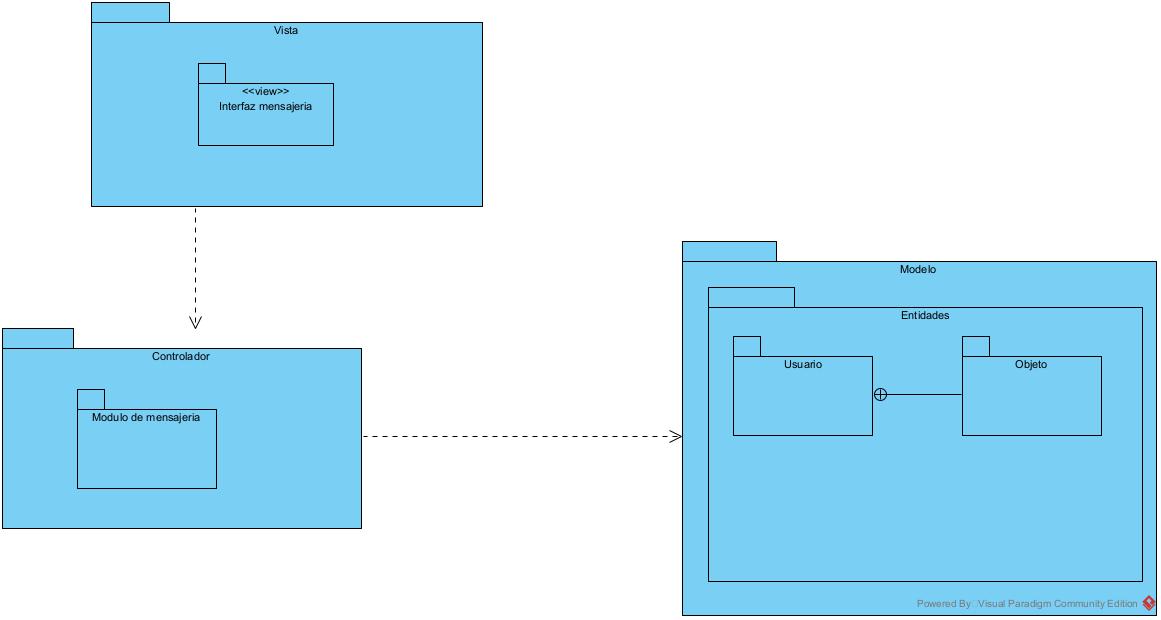 Vista
<<view>>
Interfaz mensajeria
Controlador
Modulo de mensajeria
Modelo
Entidades
Usuario
Objeto
Powered By Visual Paradigm Community Edition